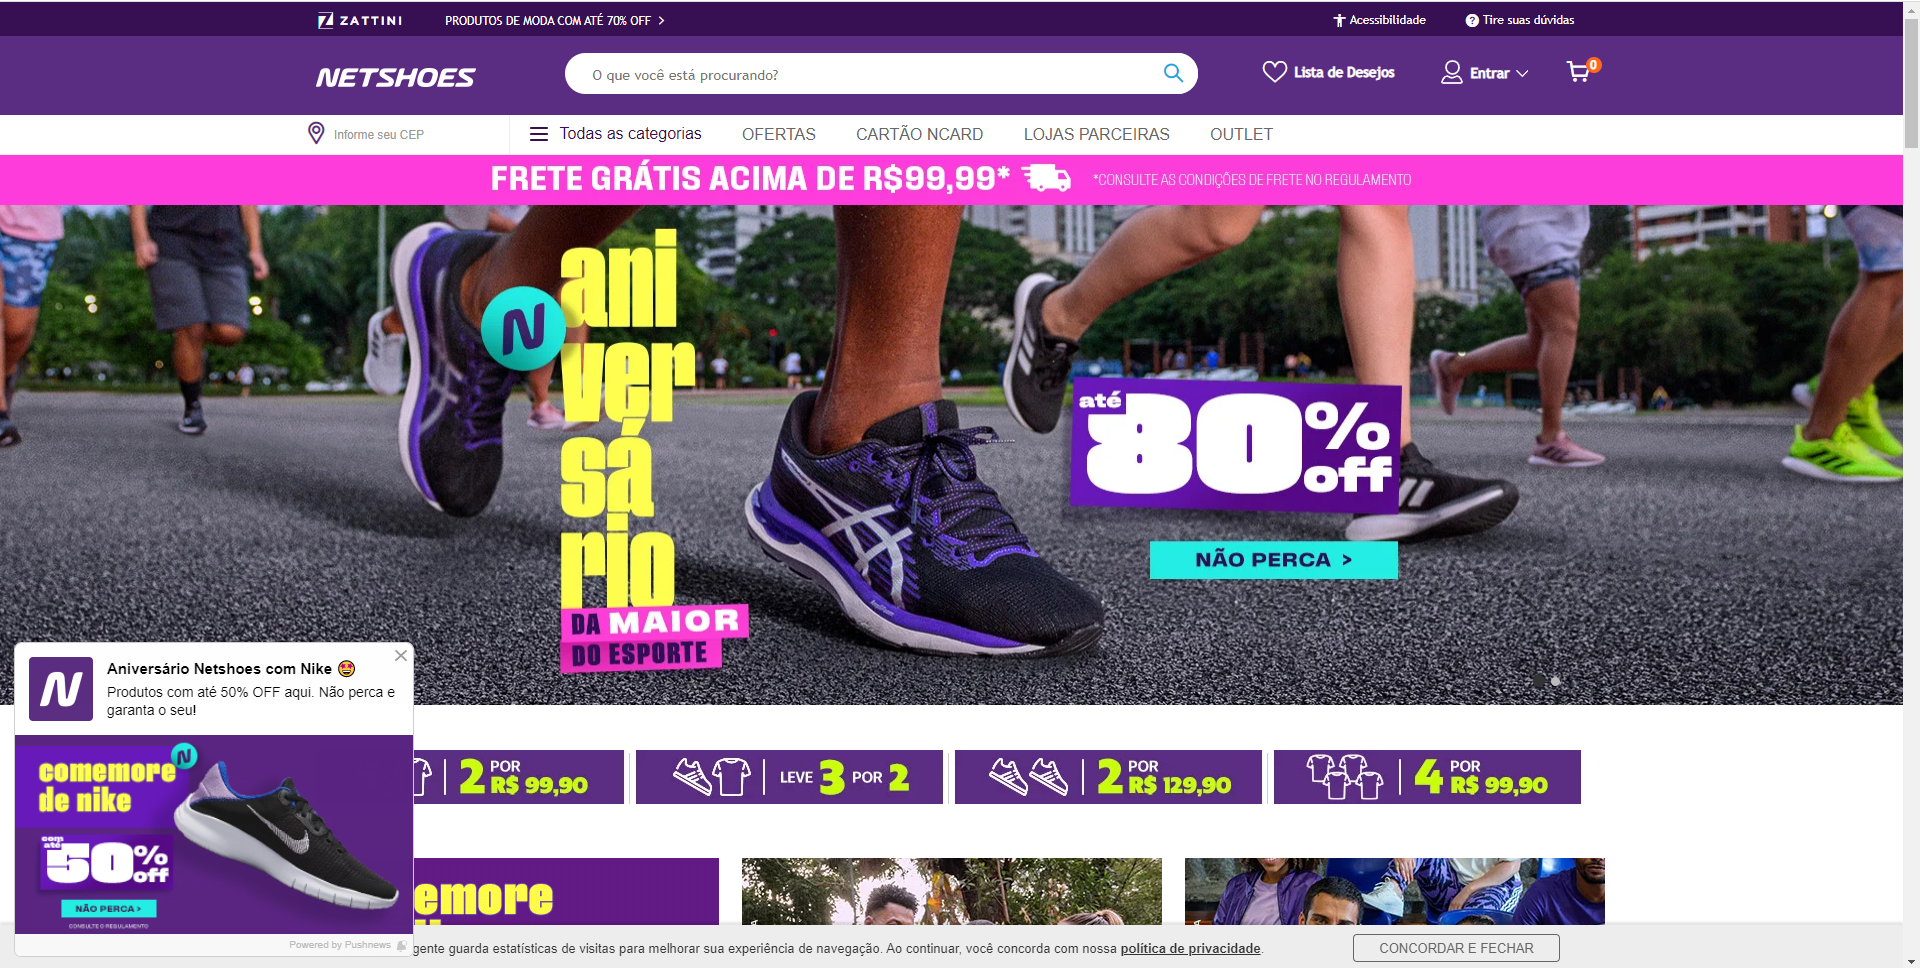 ZATTINI
PRODUTOS DE MODA COM ATÉ 70% OFF
Acessibilidade
Tire suas dúvidas
NETSHOES
O que você está procurando?
Lista de Desejos
Entrar
0
Informe seu CEP
Todas as categorias
OFERTAS
CARTÃO NCARD
LOJAS PARCEIRAS
OUTLET
FRETE GRÁTIS ACIMA DE R$99,99*
*CONSULTE AS CONDIÇÕES DE FRETE NO REGULAMENTO
N
ani
ver
sá
rio
DA MAIOR
DO ESPORTE
até
80% off
NÃO PERCA >
Aniversário Netshoes com Nike
Produtos com até 50% OFF aqui. Não perca e
garanta o seu!
N
N
comemore
de nike
com
até
50% off
NÃO PERCA >
CONSULTE O REGULAMENTO
Powered by Pushnews
2 POR
R$ 99,90
LEVE 3 POR 2
2 POR
R$ 129,90
4 POR
R$ 99,90
emore
gente guarda estatísticas de visitas para melhorar sua experiência de navegação. Ao continuar, você concorda com nossa política de privacidade.
CONCORDAR E FECHAR